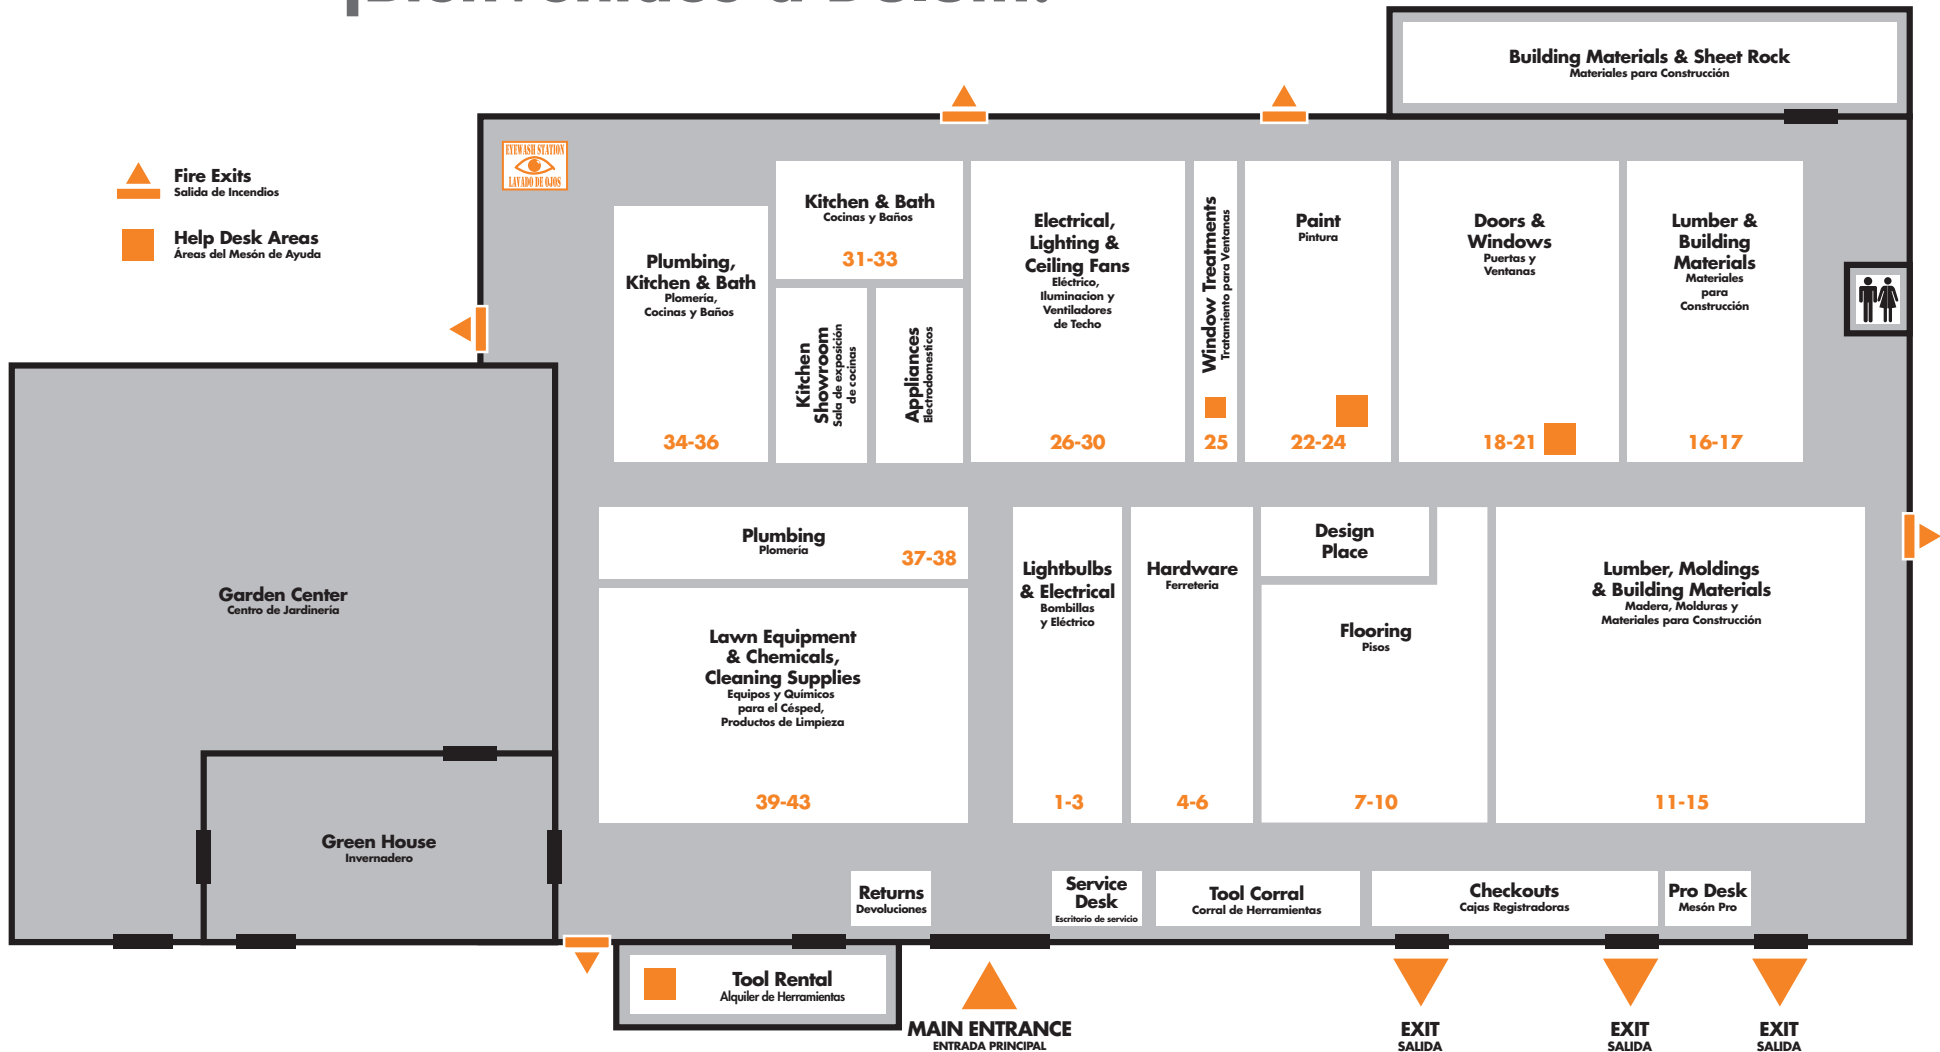 ¡Bienvenidos a Delsm!
Building Materials & Sheet Rock
Materiales para Construcción
EYEWASH STATION
LAVADO DE OJOS
Fire Exits
Salida de Incendios
Help Desk Areas
Áreas del Mesón de Ayuda
Plumbing,
Kitchen & Bath
Plomería,
Cocinas y Baños
34-36
Kitchen & Bath
Cocinas y Baños
31-33
Kitchen
Showroom
Sala de exposición
de cocinas
Appliances
Electrodomesticos
Electrical,
Lighting &
Ceiling Fans
Eléctrico,
Iluminacion y
Ventiladores
de Techo
26-30
Window Treatments
Tratamiento para Ventanas
25
Paint
Pintura
22-24
Doors &
Windows
Puertas y
Ventanas
18-21
Lumber &
Building
Materials
Materiales
para
Construcción
16-17
Garden Center
Centro de Jardinería
Plumbing
Plomería
37-38
Lawn Equipment
& Chemicals,
Cleaning Supplies
Equipos y Químicos
para el Césped,
Productos de Limpieza
39-43
Lightbulbs
& Electrical
Bombillas
y Eléctrico
1-3
Hardware
Ferreteria
4-6
Design
Place
Flooring
Pisos
7-10
Lumber, Moldings
& Building Materials
Madera, Molduras y
Materiales para Construcción
11-15
Green House
Invernadero
Returns
Devoluciones
Service
Desk
Escritorio de servicio
Tool Corral
Corral de Herramientas
Checkouts
Cajas Registradoras
Pro Desk
Mesón Pro
Tool Rental
Alquiler de Herramientas
MAIN ENTRANCE
ENTRADA PRINCIPAL
EXIT
SALIDA
EXIT
SALIDA
EXIT
SALIDA